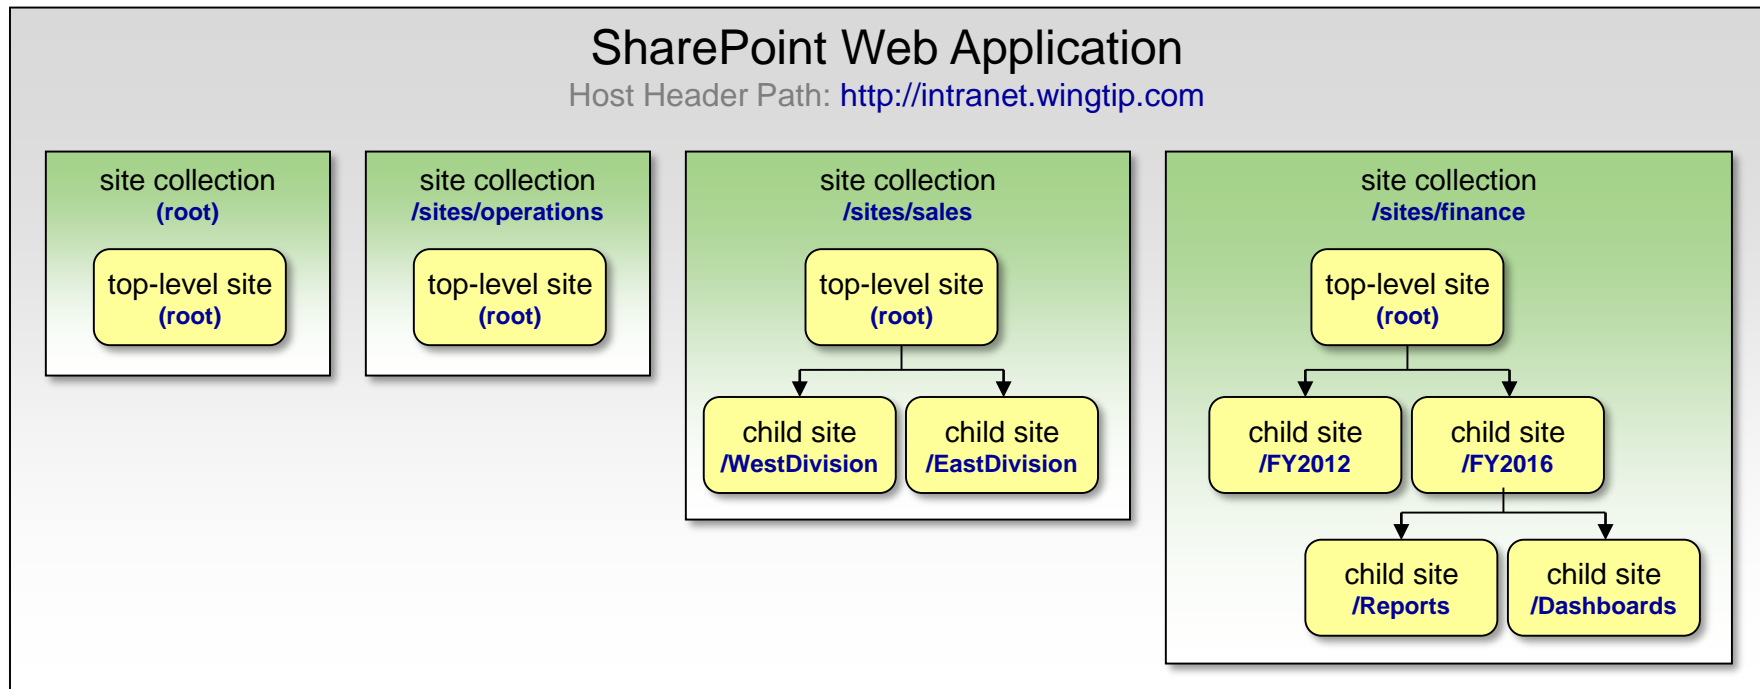 SharePoint Web Application
Host Header Path: http://intranet.wingtip.com
site collection
(root)
top-level site
(root)
site collection
/sites/operations
top-level site
(root)
site collection
/sites/sales
top-level site
(root)
child site
/WestDivision
child site
/EastDivision
site collection
/sites/finance
top-level site
(root)
child site
/FY2012
child site
/FY2016
child site
/Reports
child site
/Dashboards